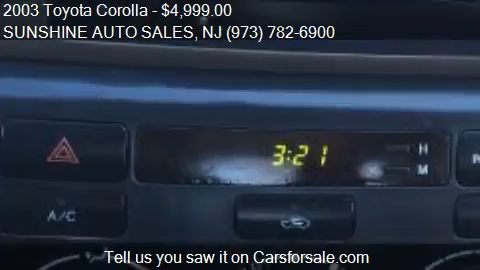 2003 Toyota Corolla - $4,999.00
SUNSHINE AUTO SALES, NJ (973) 782-6900
3:21
H
M
A/C
Tell us you saw it on Carsforsale.com